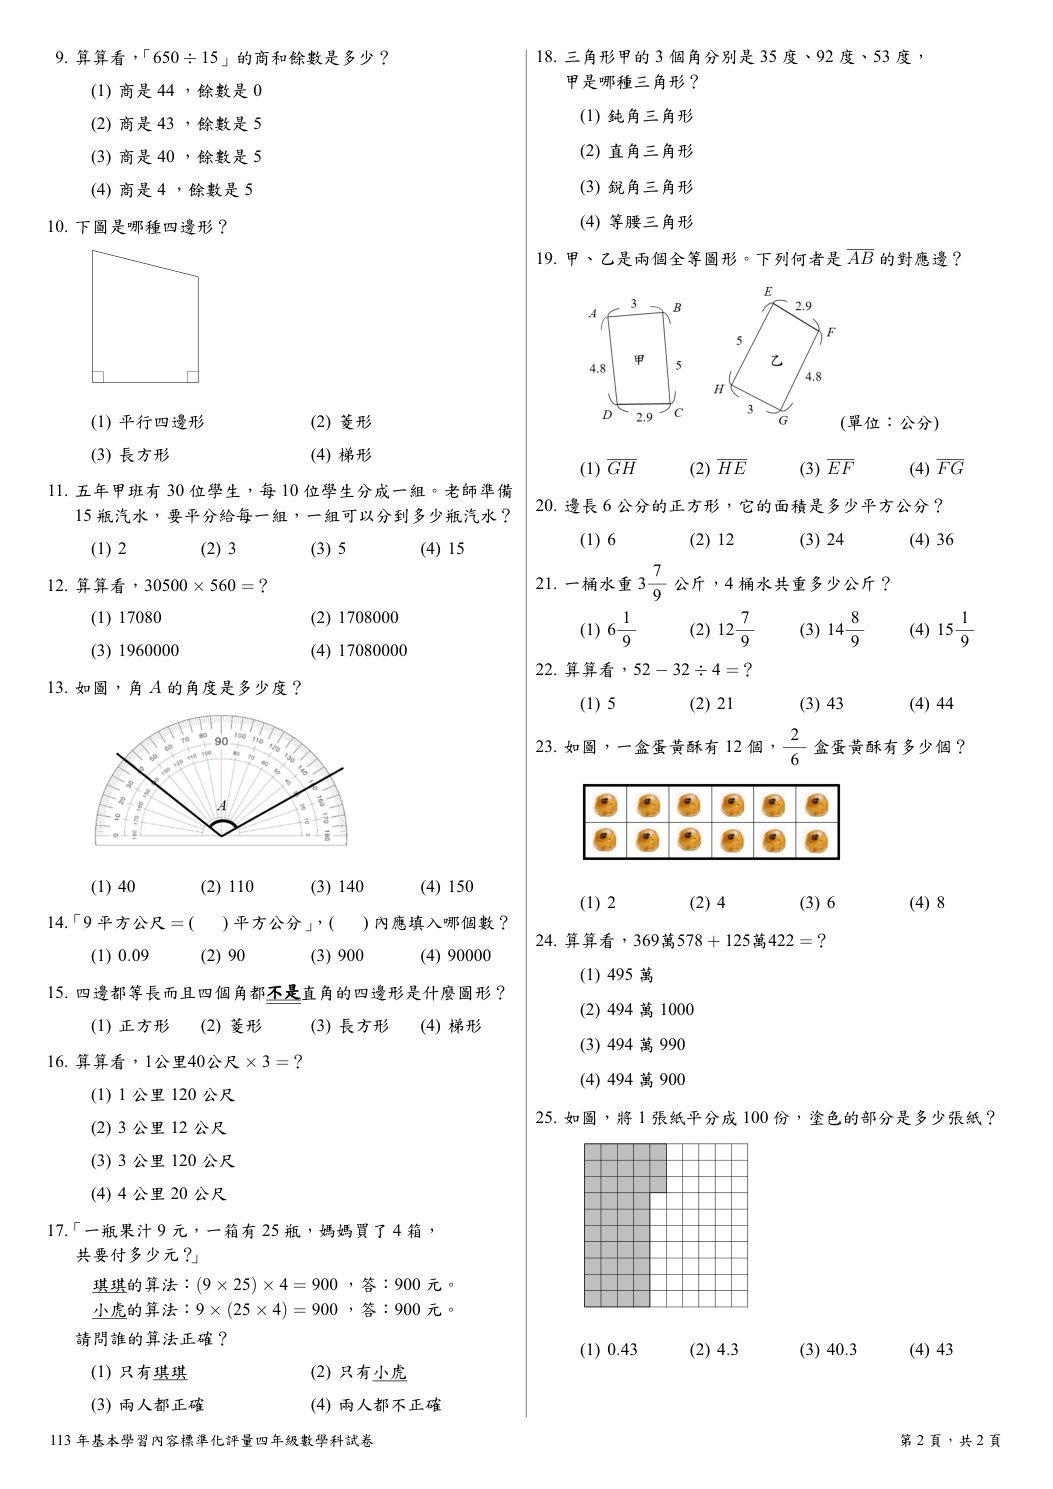 9. 算算看,「650 ÷ 15」的商和餘數是多少?
(1) 商是 44 ,餘數是 0
(2) 商是 43 ,餘數是 5
(3) 商是 40 ,餘數是 5
(4) 商是 4 ,餘數是 5
10. 下圖是哪種四邊形?
(1) 平行四邊形 (2) 菱形
(3) 長方形 (4) 梯形
11. 五年甲班有 30 位學生,每 10 位學生分成一組。老師準備
15 瓶汽水,要平分給每一組,一組可以分到多少瓶汽水?
(1) 2 (2) 3 (3) 5 (4) 15
12. 算算看,30500 × 560 =?
(1) 17080 (2) 1708000
(3) 1960000 (4) 17080000
13. 如圖,角 A 的角度是多少度?
A
90
(1) 40 (2) 110 (3) 140 (4) 150
14.「9 平方公尺 = ( ) 平方公分」,( ) 內應填入哪個數?
(1) 0.09 (2) 90 (3) 900 (4) 90000
15. 四邊都等長而且四個角都不是直角的四邊形是什麼圖形?
(1) 正方形 (2) 菱形 (3) 長方形 (4) 梯形
16. 算算看,1公里40公尺 × 3 =?
(1) 1 公里 120 公尺
(2) 3 公里 12 公尺
(3) 3 公里 120 公尺
(4) 4 公里 20 公尺
17.「一瓶果汁 9 元,一箱有 25 瓶,媽媽買了 4 箱,
共要付多少元?」
琪琪的算法:(9 × 25) × 4 = 900 ,答:900 元。
小虎的算法:9 × (25 × 4) = 900 ,答:900 元。
請問誰的算法正確?
(1) 只有琪琪 (2) 只有小虎
(3) 兩人都正確 (4) 兩人都不正確
18. 三角形甲的 3 個角分別是 35 度、92 度、53 度,
甲是哪種三角形?
(1) 鈍角三角形
(2) 直角三角形
(3) 銳角三角形
(4) 等腰三角形
19. 甲、乙是兩個全等圖形。下列何者是 AB 的對應邊?
A 3 B
4.8 甲 5
D 2.9 C
E 2.9 F
5 乙 4.8
H 3 G
(單位:公分)
(1) GH (2) HE (3) EF (4) FG
20. 邊長 6 公分的正方形,它的面積是多少平方公分?
(1) 6 (2) 12 (3) 24 (4) 36
21. 一桶水重 3 7/9 公斤,4 桶水共重多少公斤?
(1) 6 1/9 (2) 12 7/9 (3) 14 8/9 (4) 15 1/9
22. 算算看,52 − 32 ÷ 4 =?
(1) 5 (2) 21 (3) 43 (4) 44
23. 如圖,一盒蛋黃酥有 12 個,2/6 盒蛋黃酥有多少個?
(1) 2 (2) 4 (3) 6 (4) 8
24. 算算看,369萬578 + 125萬422 =?
(1) 495 萬
(2) 494 萬 1000
(3) 494 萬 990
(4) 494 萬 900
25. 如圖,將 1 張紙平分成 100 份,塗色的部分是多少張紙?
(1) 0.43 (2) 4.3 (3) 40.3 (4) 43
113 年基本學習內容標準化評量四年級數學科試卷
第 2 頁,共 2 頁